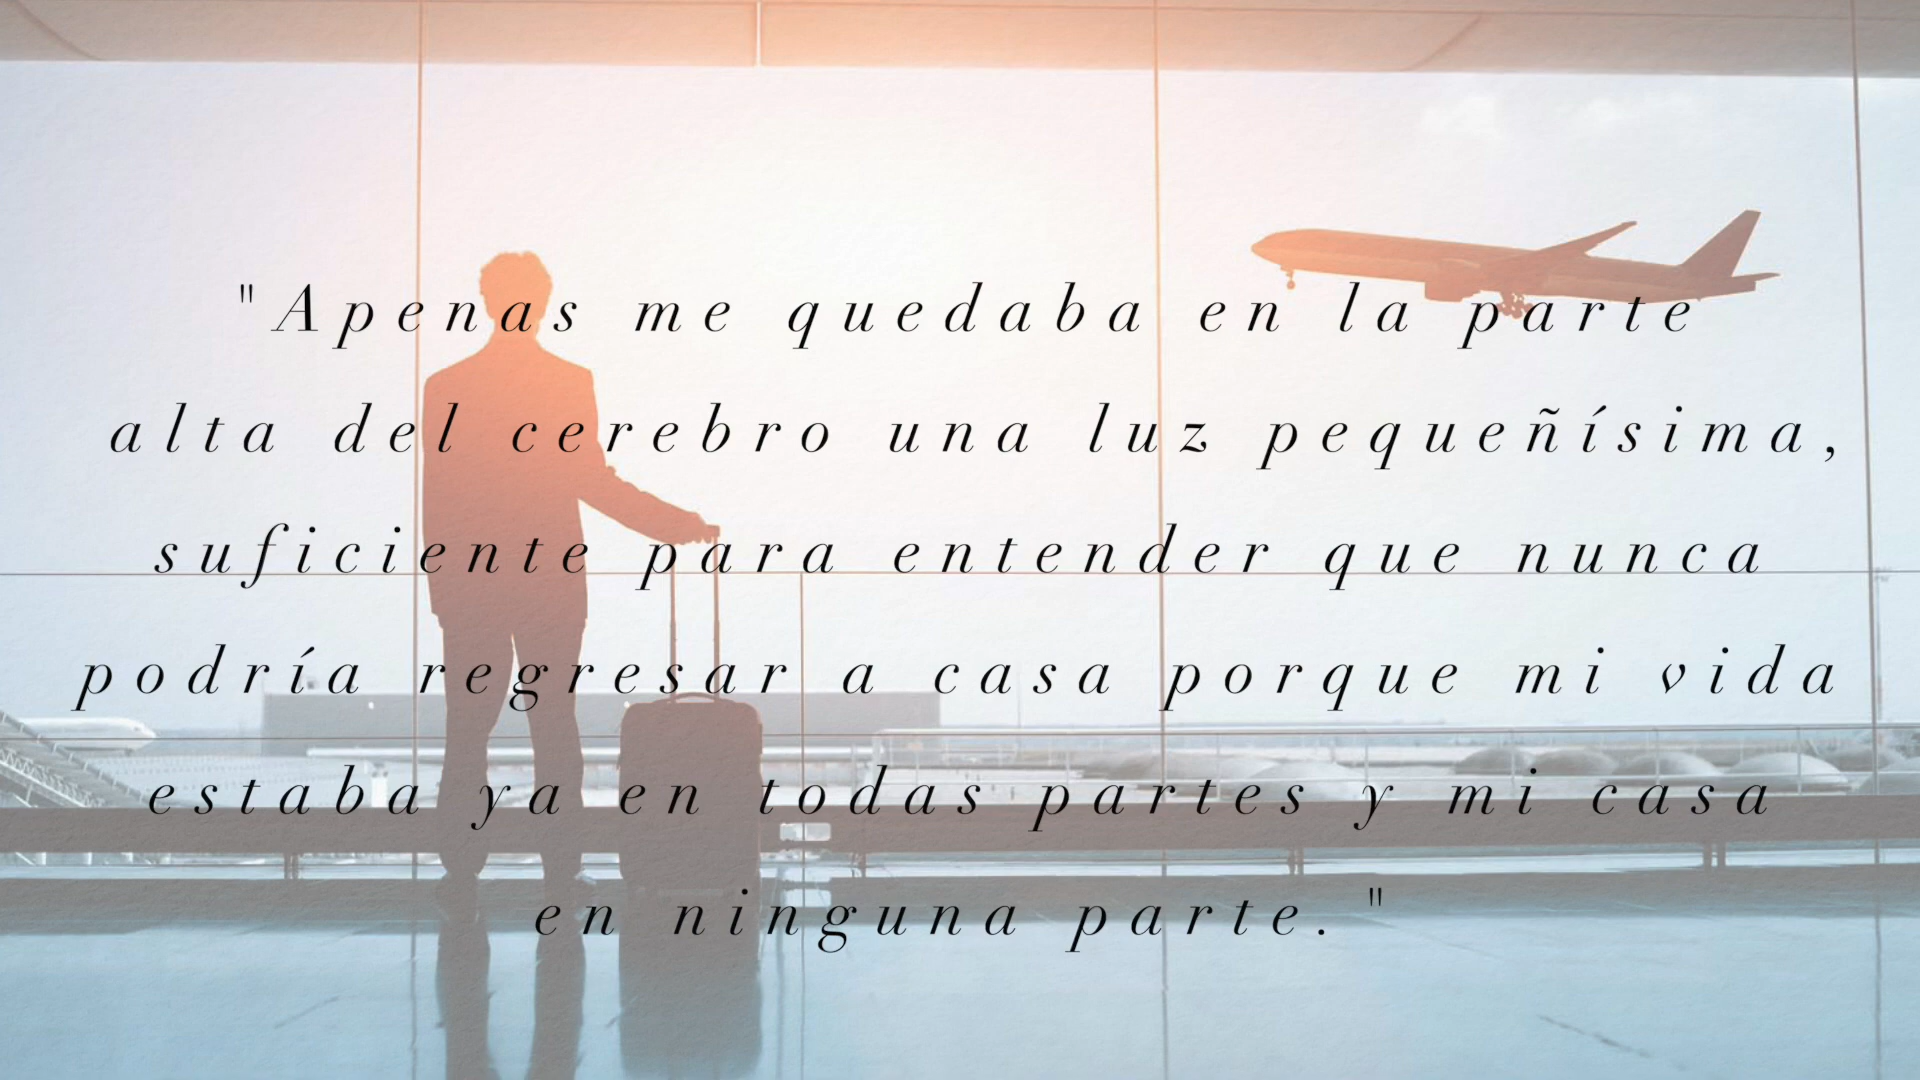 "Apenas me quedaba en la parte
alta del cerebro una luz pequeñísima,
suficiente para entender que nunca
podría regresar a casa porque mi vida
estaba ya en todas partes y mi casa
en ninguna parte."